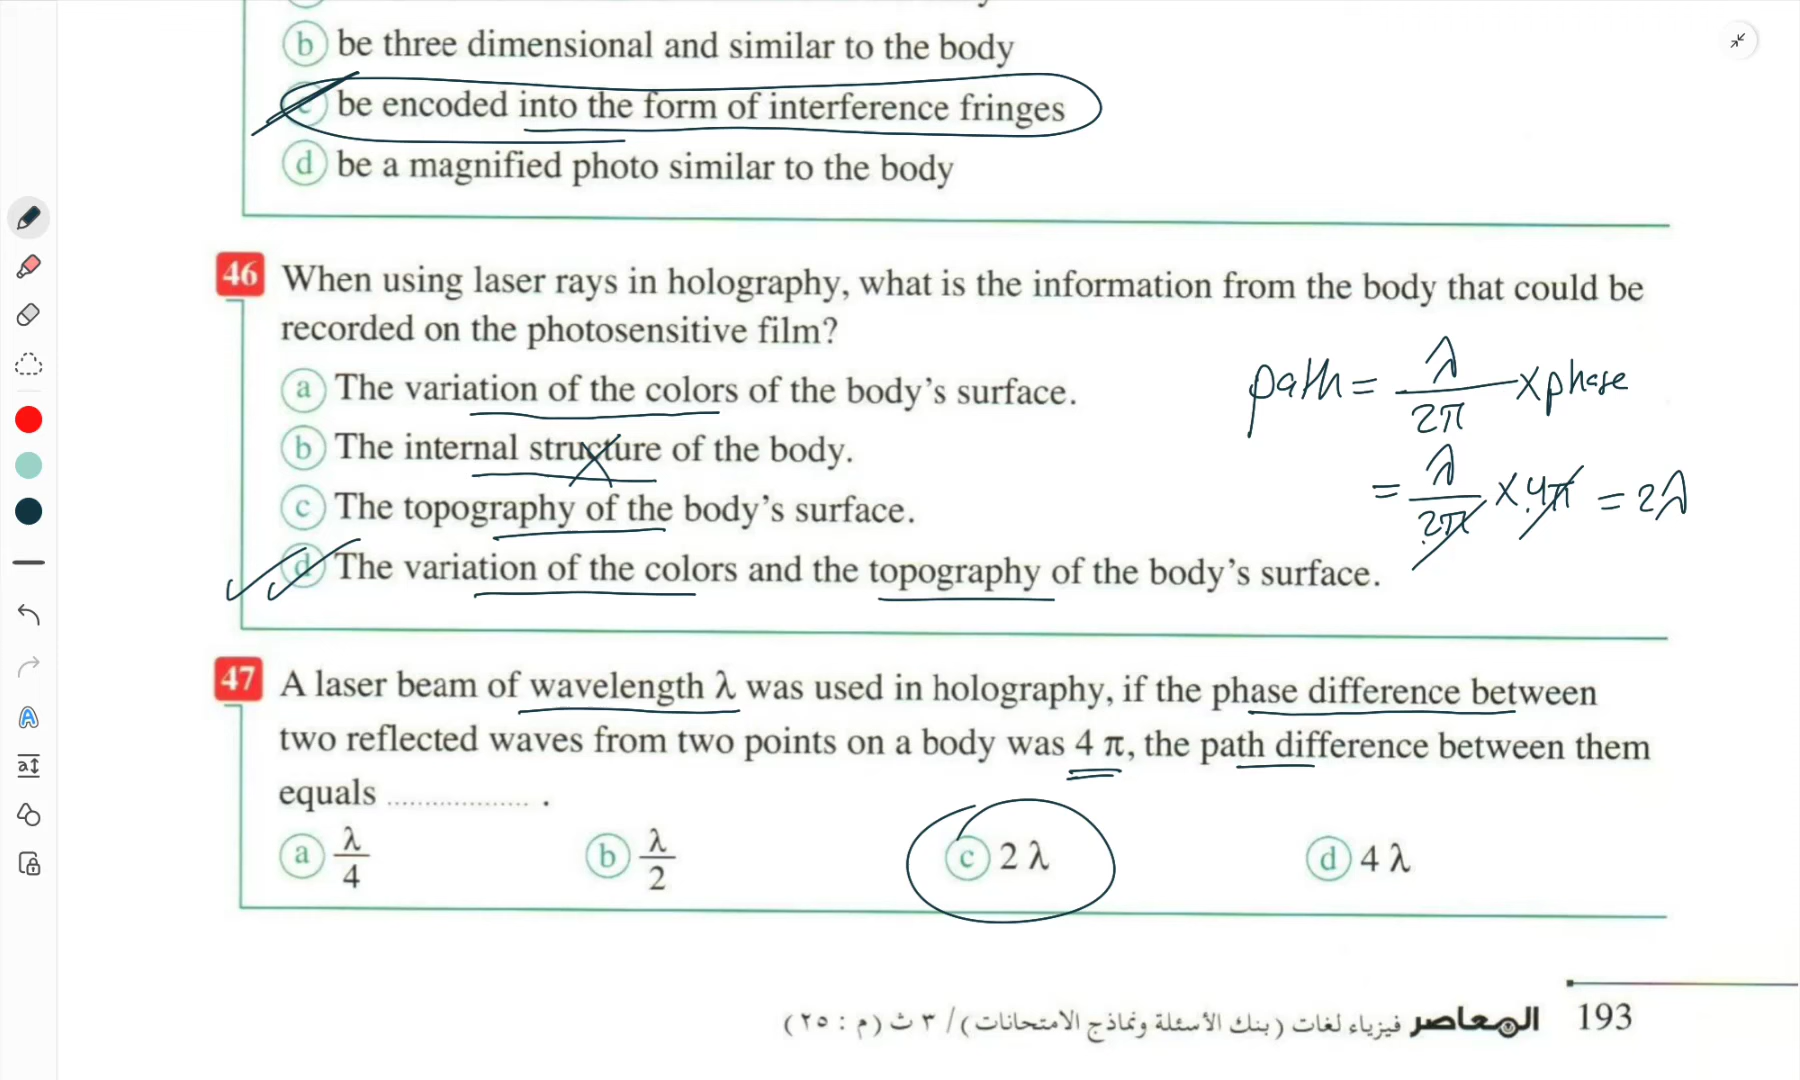 b be three dimensional and similar to the body
be encoded into the form of interference fringes
d be a magnified photo similar to the body
46 When using laser rays in holography, what is the information from the body that could be
recorded on the photosensitive film?
a The variation of the colors of the body's surface.
b The internal structure of the body.
c The topography of the body's surface.
d The variation of the colors and the topography of the body's surface.
path = λ/2π × phase
= λ/2π × 4π = 2λ
47 A laser beam of wavelength λ was used in holography, if the phase difference between
two reflected waves from two points on a body was 4 π, the path difference between them
equals .................. .
a λ/4 b λ/2 c 2 λ d 4 λ
المعاصر فيزياء لغات (بنك الأسئلة ونماذج الامتحانات) / ٣ ث (م : ٢٥) 193